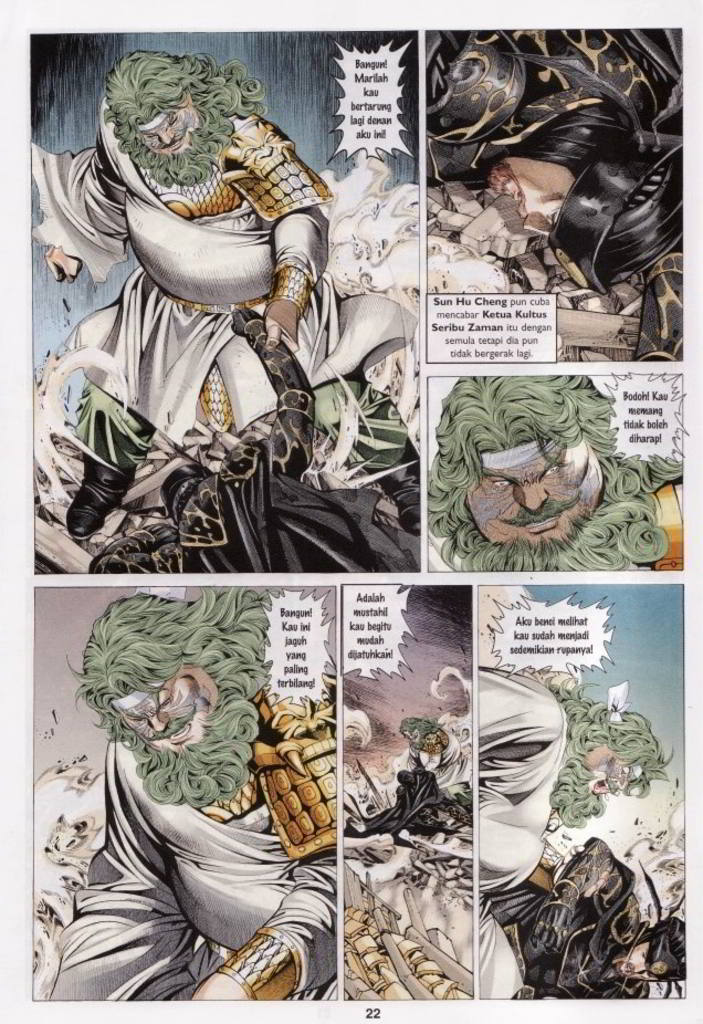 Bangun!
Marilah
kau
bertarung
lagi denan
aku ini!
Sun Hu Cheng pun cuba
mencabar Ketua Kultus
Seribu Zaman itu dengan
semula tetapi dia pun
tidak bergerak lagi.
Bodoh! Kau
memang
tidak boleh
diharap!
Bangun!
Kau ini
jaguh
yang
paling
terbilang!
Adalah
mustahil
kau begitu
mudah
dijatuhkan!
Aku benci melihat
kau sudah menjadi
sedemikian rupanya!
22